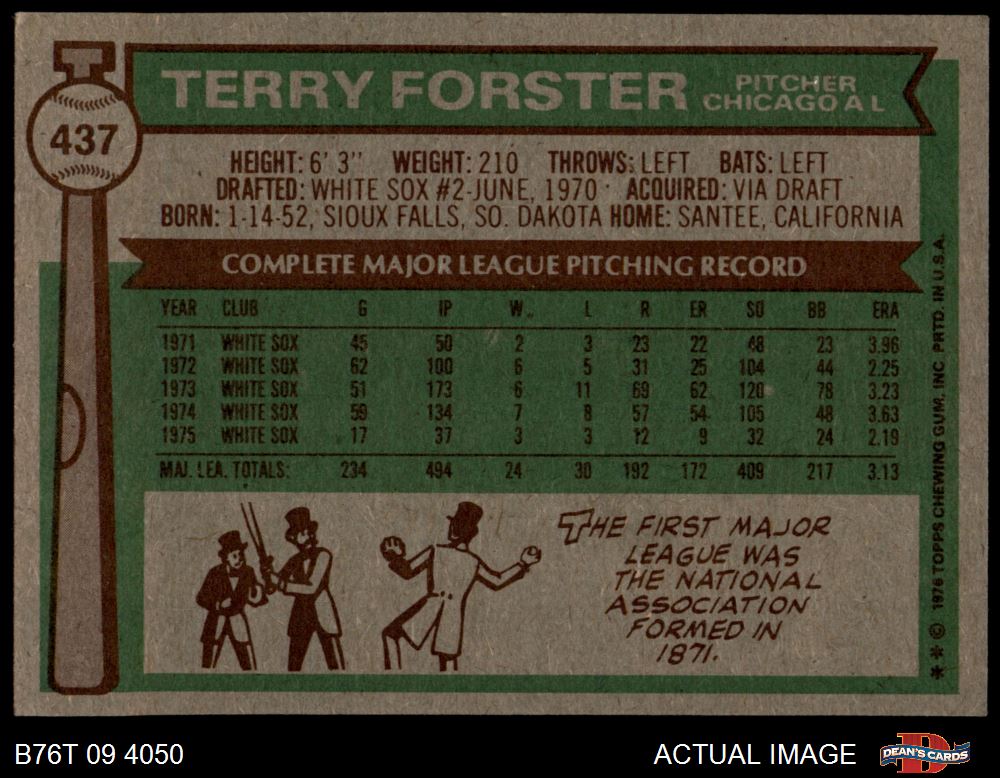 TERRY FORSTER
PITCHER
CHICAGO A L
437
HEIGHT: 6' 3" WEIGHT: 210 THROWS: LEFT BATS: LEFT
DRAFTED: WHITE SOX #2-JUNE, 1970 ACQUIRED: VIA DRAFT
BORN: 1-14-52, SIOUX FALLS, SO. DAKOTA HOME: SANTEE, CALIFORNIA
COMPLETE MAJOR LEAGUE PITCHING RECORD
YEAR CLUB G IP W L R ER SO BB ERA
1971 WHITE SOX 45 50 2 3 23 22 48 23 3.96
1972 WHITE SOX 62 100 6 5 31 25 104 44 2.25
1973 WHITE SOX 51 173 6 11 69 62 120 78 3.23
1974 WHITE SOX 59 134 7 8 57 54 105 48 3.63
1975 WHITE SOX 17 37 3 3 12 9 32 24 2.19
MAJ. LEA. TOTALS: 234 494 24 30 192 172 409 217 3.13
THE FIRST MAJOR
LEAGUE WAS
THE NATIONAL
ASSOCIATION
FORMED IN
1871.
** © 1976 TOPPS CHEWING GUM, INC. PRTD. IN U.S.A.
B76T 09 4050
ACTUAL IMAGE
D
DEAN'S CARDS